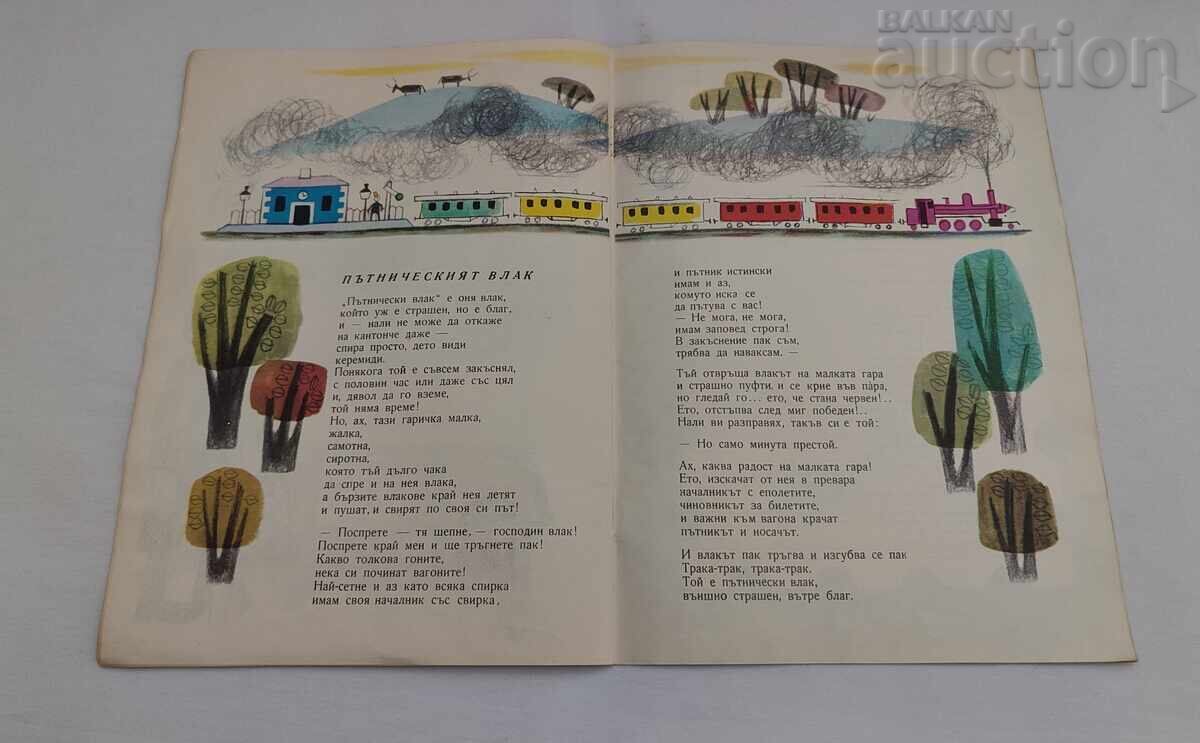 BALKAN
auction
ПЪТНИЧЕСКИЯТ ВЛАК
„Пътнически влак“ е оня влак,
който уж е страшен, но е благ,
и — нали не може да откаже
на кантонче даже —
спира просто, дето види
керемиди.
Понякога той е съвсем закъснял,
с половин час или даже със цял
и, дявол да го вземе,
той няма време!
Но, ах, тази гаричка малка,
жалка,
самотна,
сиротна,
която тъй дълго чака
да спре и на нея влака,
а бързите влакове край нея летят
и пушат, и свирят по своя си път!
— Поспрете — тя шепне, — господин влак!
Поспрете край мен и ще тръгнете пак!
Какво толкова гоните,
нека си починат вагоните!
Най-сетне и аз като всяка спирка
имам своя началник със свирка,
и пътник истински
имам и аз,
комуто иска се
да пътува с вас!
— Не мога, не мога,
имам заповед строга!
В закъснение пак съм,
трябва да наваксам. —
Тъй отвръща влакът на малката гара
и страшно пуфти, и се крие във пàра,
но гледай го... ето, че стана червен!..
Ето, отстъпва след миг победен!..
Нали ви разправях, такъв си е той:
— Но само минута престой.
Ах, каква радост на малката гара!
Ето, изскачат от нея в превара
началникът с еполетите,
чиновникът за билетите,
и важни към вагона крачат
пътникът и носачът.
И влакът пак тръгва и изгубва се пак
Трака-трак, трака-трак.
Той е пътнически влак,
външно страшен, вътре благ.